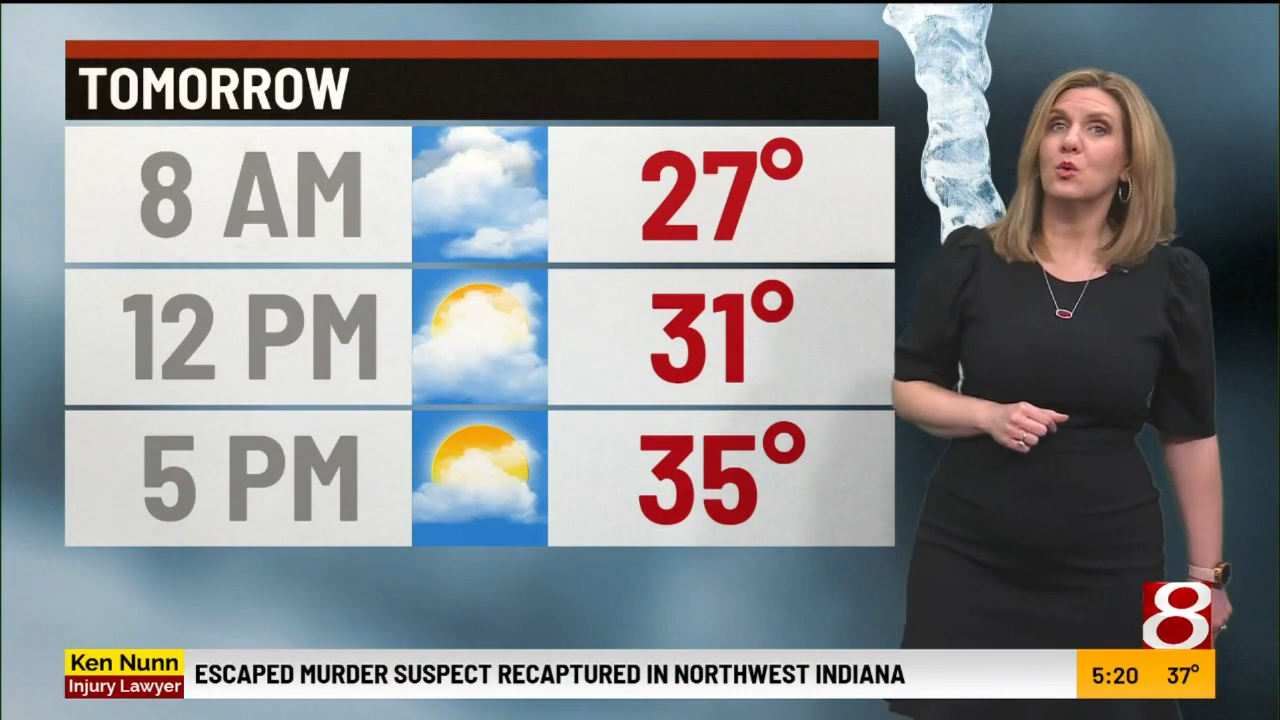 TOMORROW
8 AM 27°
12 PM 31°
5 PM 35°
8
Ken Nunn
Injury Lawyer
ESCAPED MURDER SUSPECT RECAPTURED IN NORTHWEST INDIANA
5:20 37°